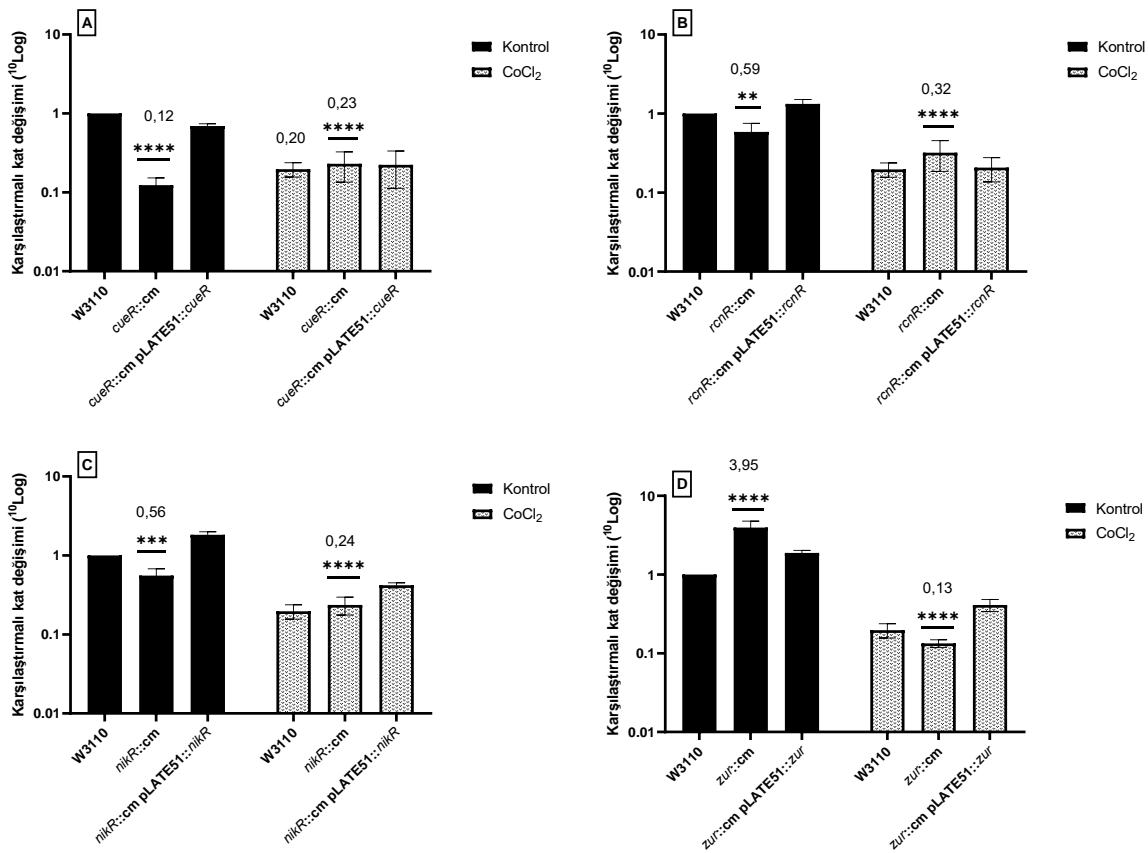 A
Karşılaştırmalı kat değişimi (¹⁰Log)
10
1
0.1
0.01
0,12
****
0,20
0,23
****
W3110
cueR::cm
cueR::cm pLATE51::cueR
W3110
cueR::cm
cueR::cm pLATE51::cueR
Kontrol
CoCl₂
B
Karşılaştırmalı kat değişimi (¹⁰Log)
10
1
0.1
0.01
0,59
**
0,32
****
W3110
rcnR::cm
rcnR::cm pLATE51::rcnR
W3110
rcnR::cm
rcnR::cm pLATE51::rcnR
Kontrol
CoCl₂
C
Karşılaştırmalı kat değişimi (¹⁰Log)
10
1
0.1
0.01
0,56
***
0,24
****
W3110
nikR::cm
nikR::cm pLATE51::nikR
W3110
nikR::cm
nikR::cm pLATE51::nikR
Kontrol
CoCl₂
D
Karşılaştırmalı kat değişimi (¹⁰Log)
10
1
0.1
0.01
3,95
****
0,13
****
W3110
zur::cm
zur::cm pLATE51::zur
W3110
zur::cm
zur::cm pLATE51::zur
Kontrol
CoCl₂